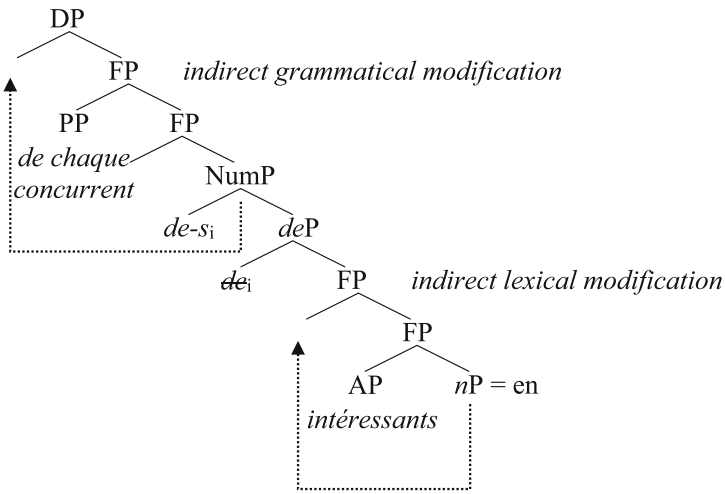 DP
FP indirect grammatical modification
PP FP
de chaque
concurrent
NumP
de-si deP
dei FP indirect lexical modification
FP
AP nP = en
intéressants